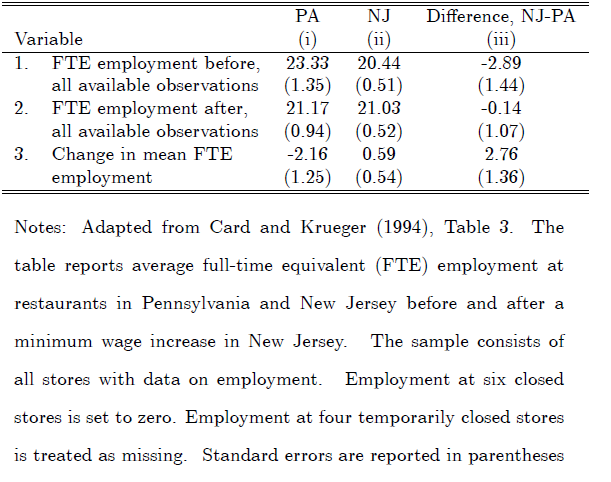 PA NJ Difference, NJ-PA
Variable (i) (ii) (iii)
1. FTE employment before, 23.33 20.44 -2.89
all available observations (1.35) (0.51) (1.44)
2. FTE employment after, 21.17 21.03 -0.14
all available observations (0.94) (0.52) (1.07)
3. Change in mean FTE -2.16 0.59 2.76
employment (1.25) (0.54) (1.36)
Notes: Adapted from Card and Krueger (1994), Table 3. The
table reports average full-time equivalent (FTE) employment at
restaurants in Pennsylvania and New Jersey before and after a
minimum wage increase in New Jersey. The sample consists of
all stores with data on employment. Employment at six closed
stores is set to zero. Employment at four temporarily closed stores
is treated as missing. Standard errors are reported in parentheses